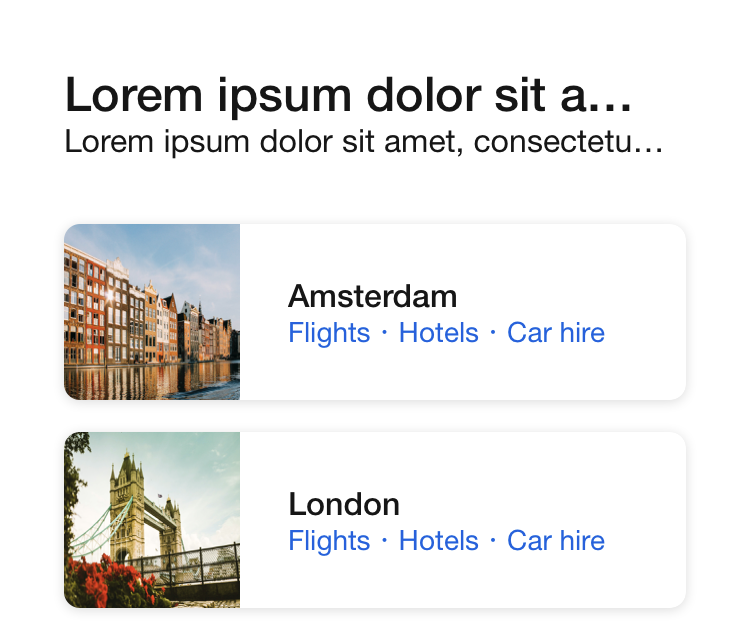 Lorem ipsum dolor sit a...
Lorem ipsum dolor sit amet, consectetu...
Amsterdam
Flights · Hotels · Car hire
London
Flights · Hotels · Car hire